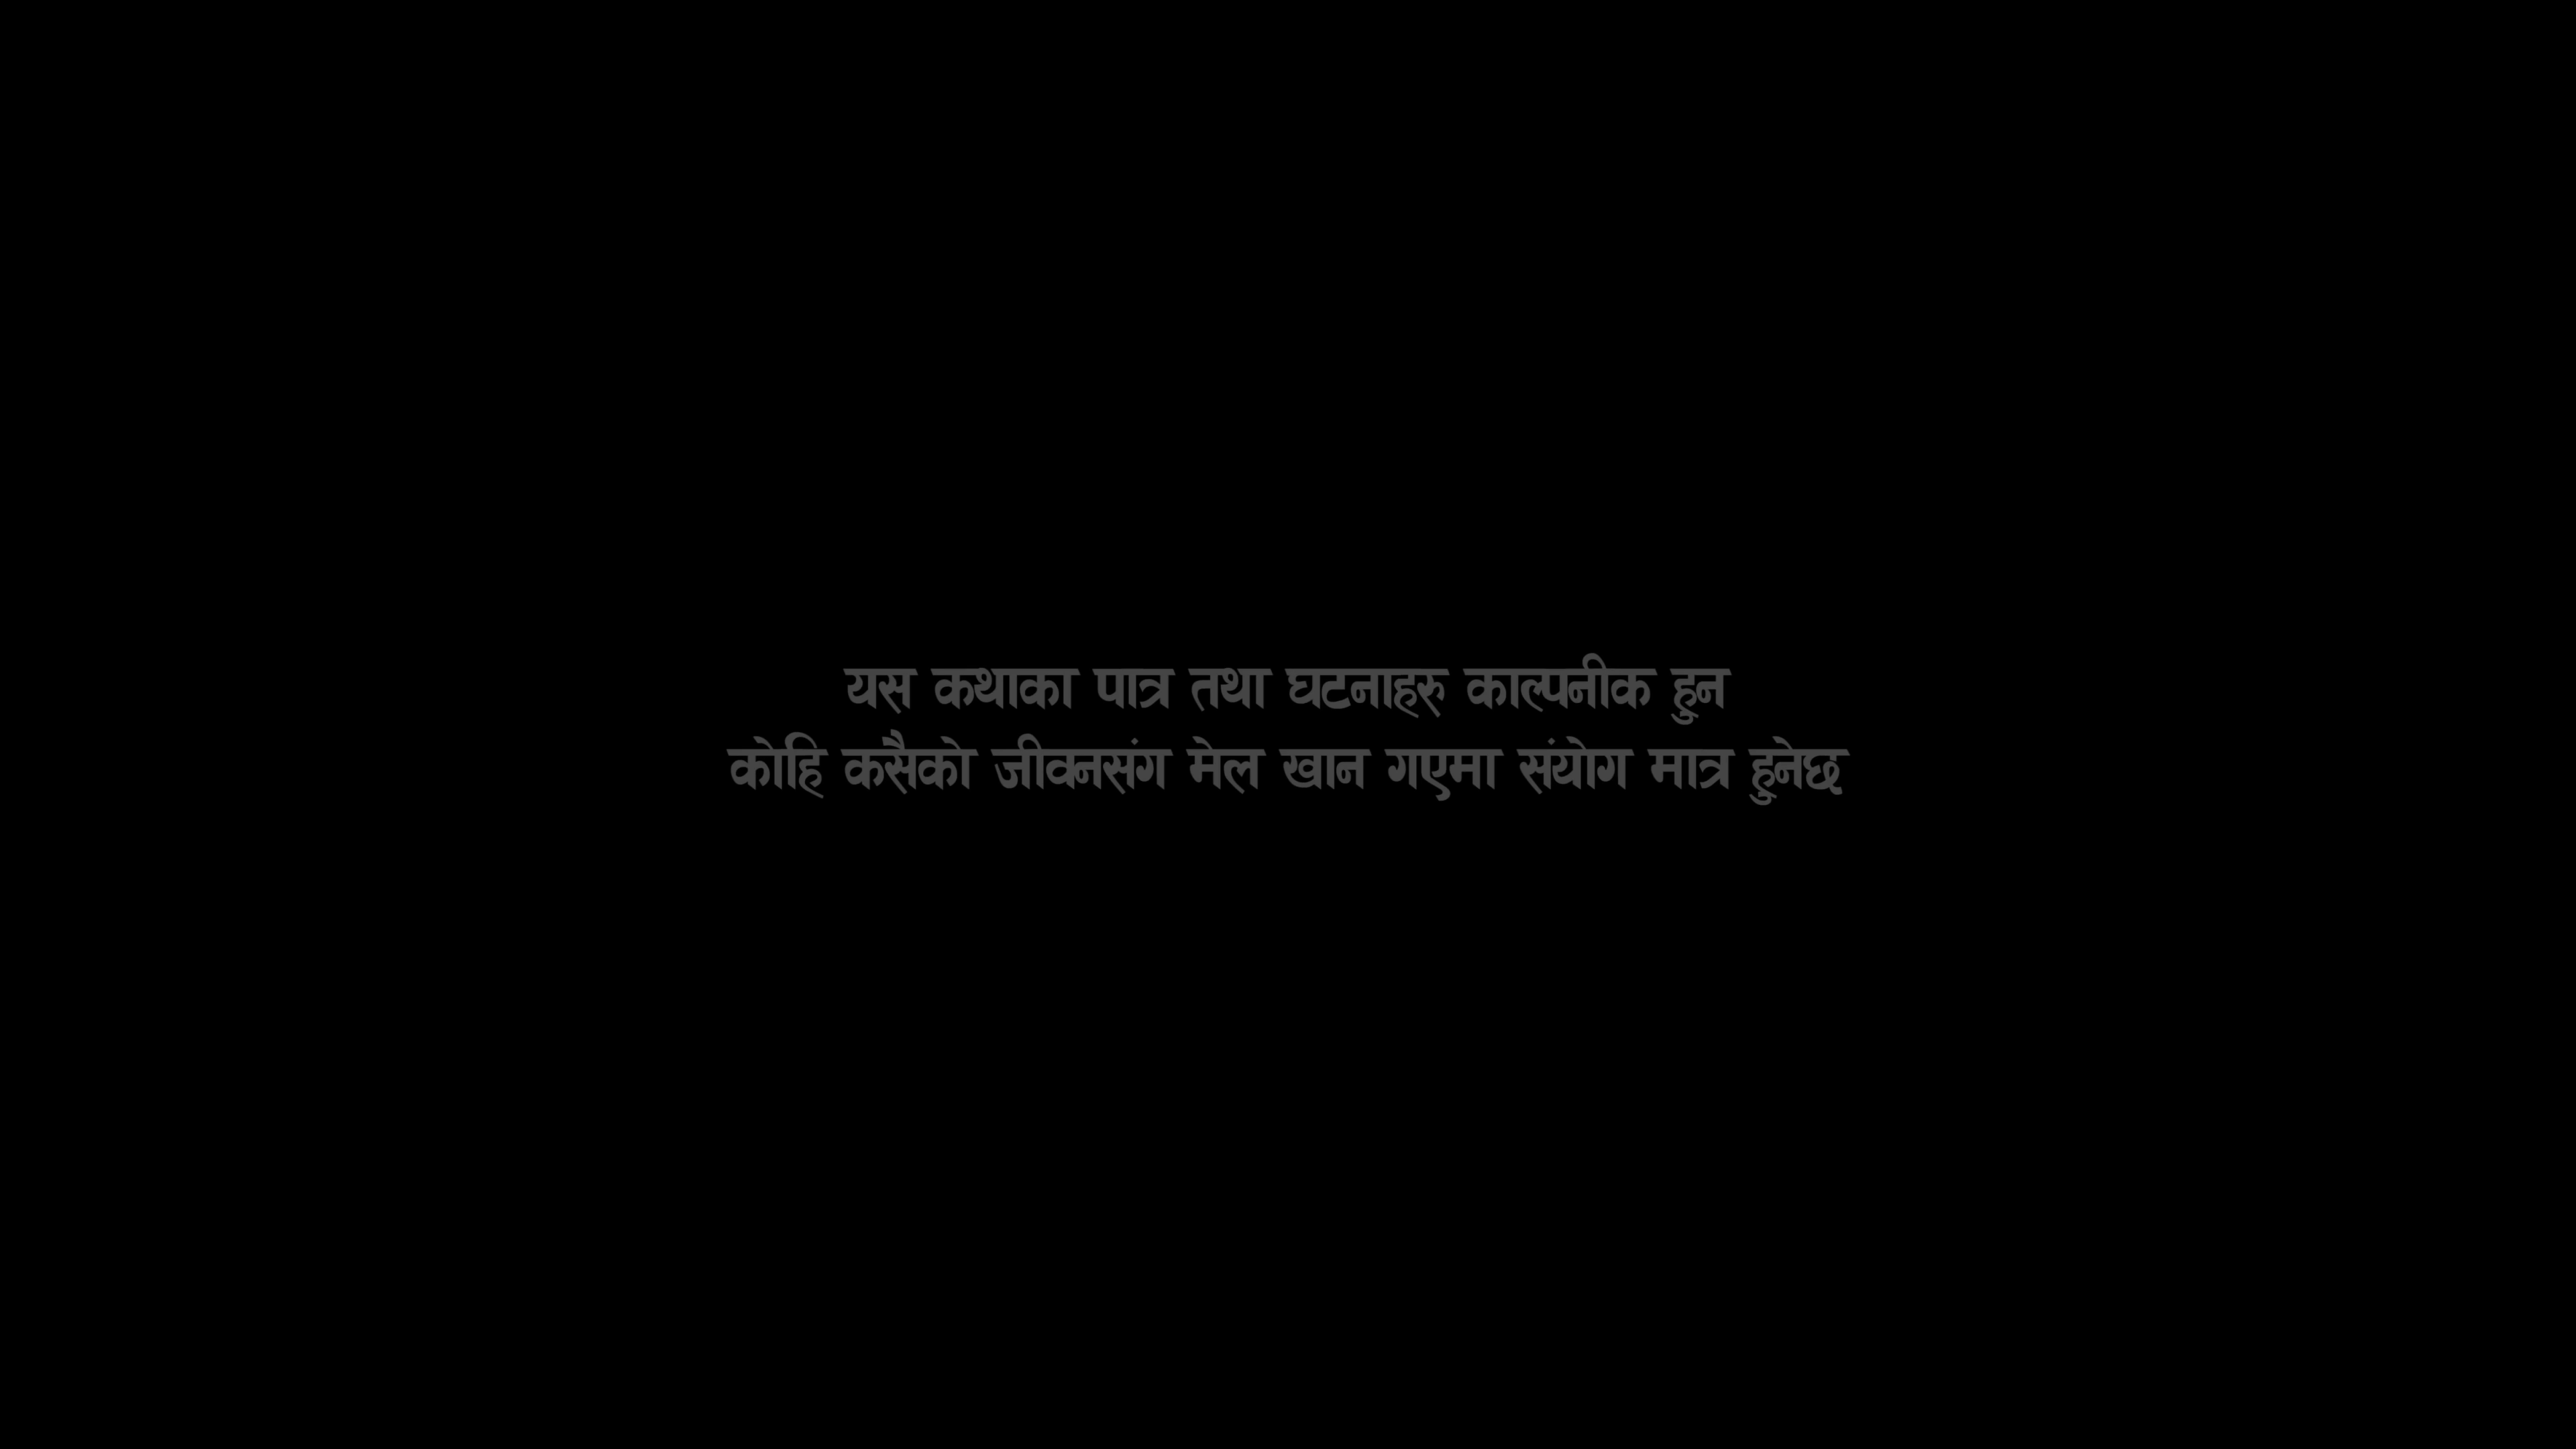 यस कथाका पात्र तथा घटनाहरु काल्पनीक हुन
कोहि कसैको जीवनसंग मेल खान गएमा संयोग मात्र हुनेछ